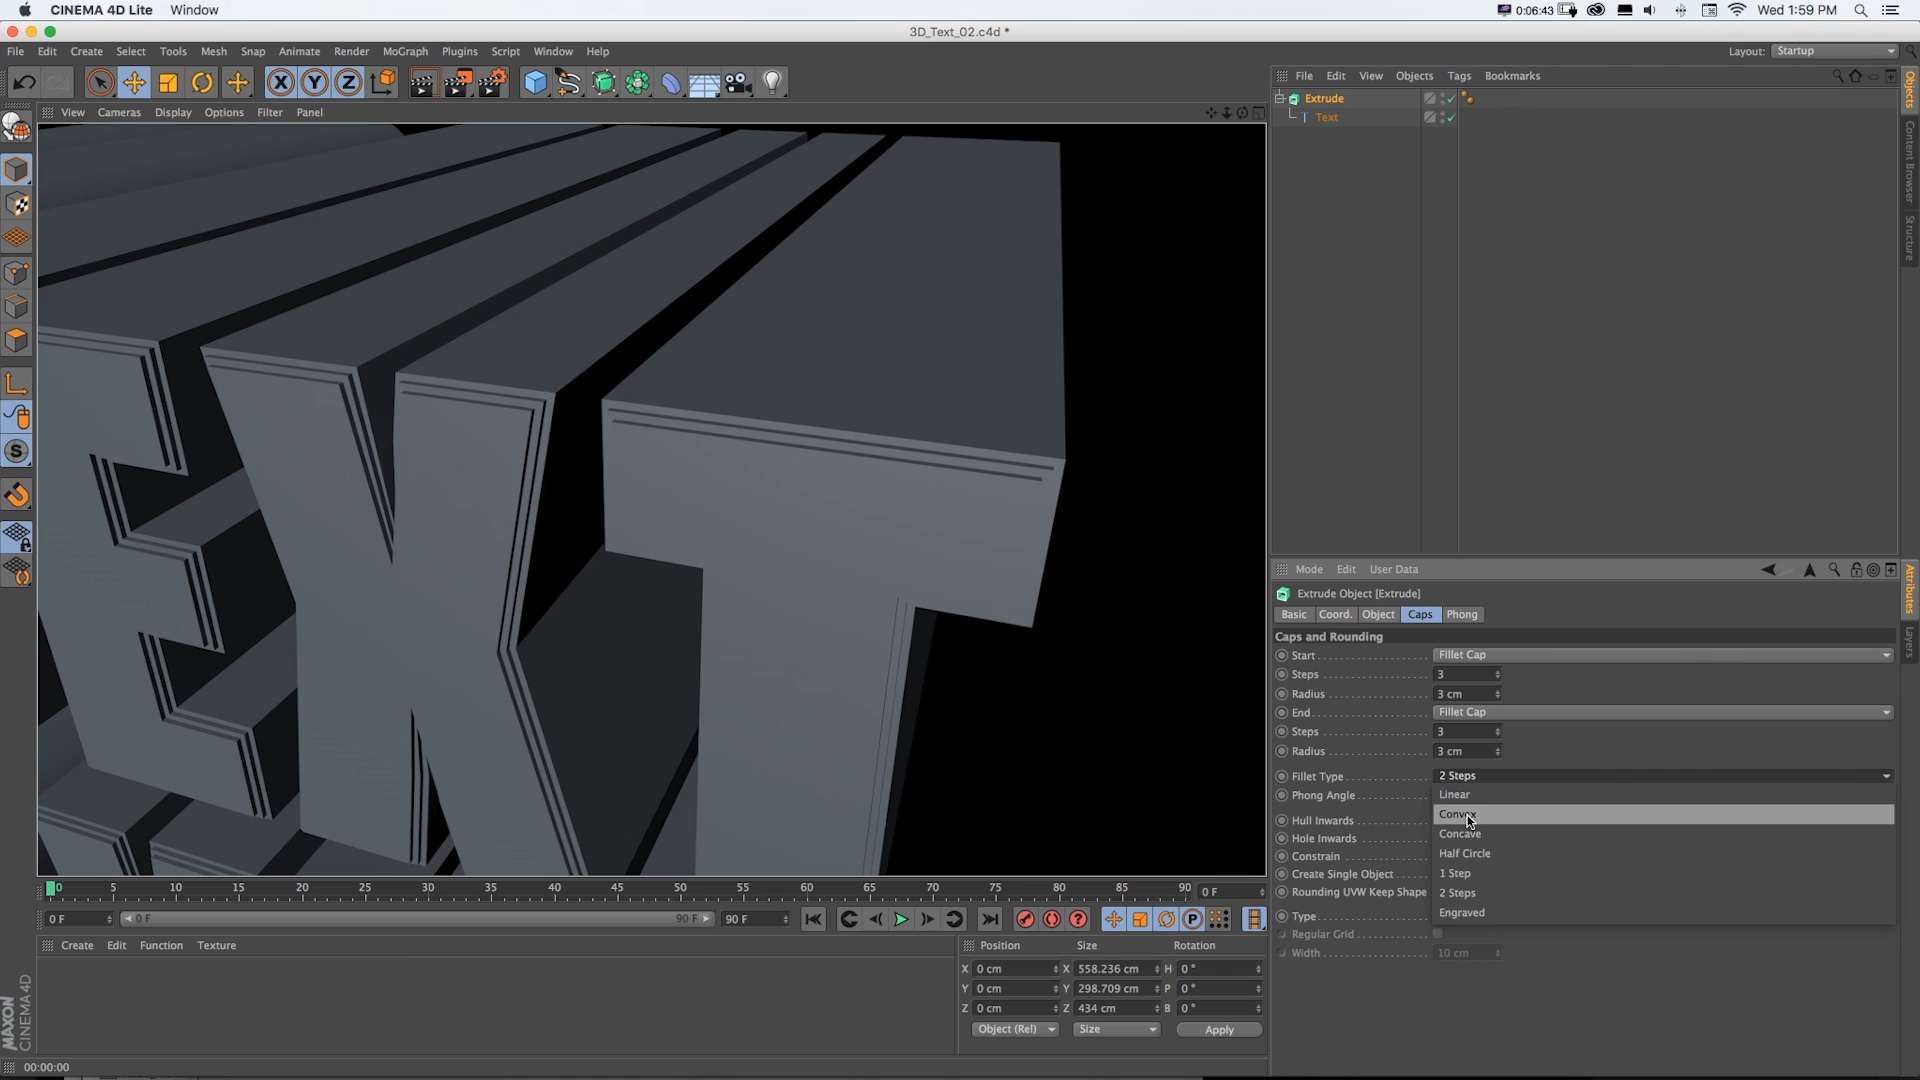 CINEMA 4D Lite Window 0:06:43 Wed 1:59 PM
3D_Text_02.c4d *
File Edit Create Select Tools Mesh Snap Animate Render MoGraph Plugins Script Window Help Layout: Startup
File Edit View Objects Tags Bookmarks
View Cameras Display Options Filter Panel
Extrude
Text
Objects
Content Browser
Structure
X Y Z
S
EXT
Mode Edit User Data
Attributes
Layers
Extrude Object [Extrude]
Basic Coord. Object Caps Phong
Caps and Rounding
Start Fillet Cap
Steps 3
Radius 3 cm
End Fillet Cap
Steps 3
Radius 3 cm
Fillet Type 2 Steps
Phong Angle
Hull Inwards
Hole Inwards
Constrain
Create Single Object
Rounding UVW Keep Shape
Type
Regular Grid
Width 10 cm
Linear
Convex
Concave
Half Circle
1 Step
2 Steps
Engraved
0 5 10 15 20 25 30 35 40 45 50 55 60 65 70 75 80 85 90 0 F
0 F 0 F 90 F 90 F
P
Create Edit Function Texture
Position Size Rotation
X 0 cm X 558.236 cm H 0 °
Y 0 cm Y 298.709 cm P 0 °
Z 0 cm Z 434 cm B 0 °
Object (Rel) Size Apply
MAXON
CINEMA 4D
00:00:00